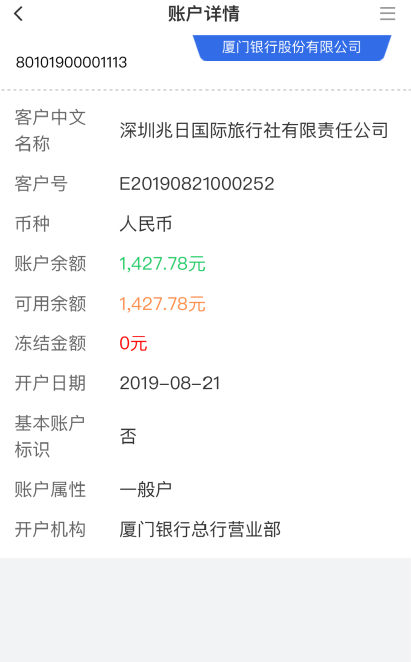 账户详情
厦门银行股份有限公司
80101900001113
客户中文
名称
深圳兆日国际旅行社有限责任公司
客户号 E20190821000252
币种 人民币
账户余额 1,427.78元
可用余额 1,427.78元
冻结金额 0元
开户日期 2019-08-21
基本账户
标识
否
账户属性 一般户
开户机构 厦门银行总行营业部